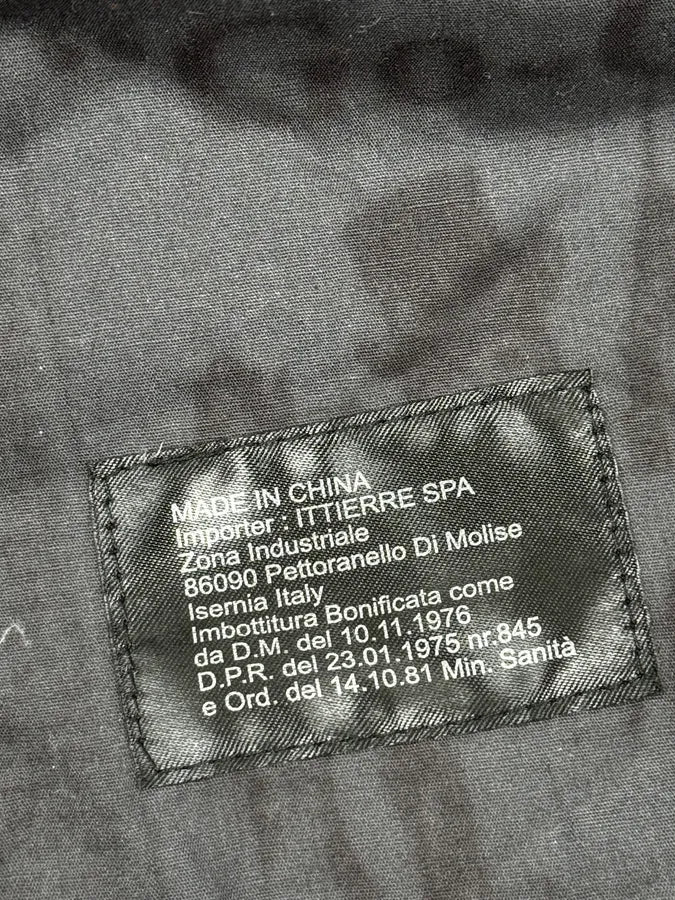 MADE IN CHINA
Importer : ITTIERRE SPA
Zona Industriale
86090 Pettoranello Di Molise
Isernia Italy
Imbottitura Bonificata come
da D.M. del 10.11.1976
D.P.R. del 23.01.1975 nr.845
e Ord. del 14.10.81 Min. Sanità